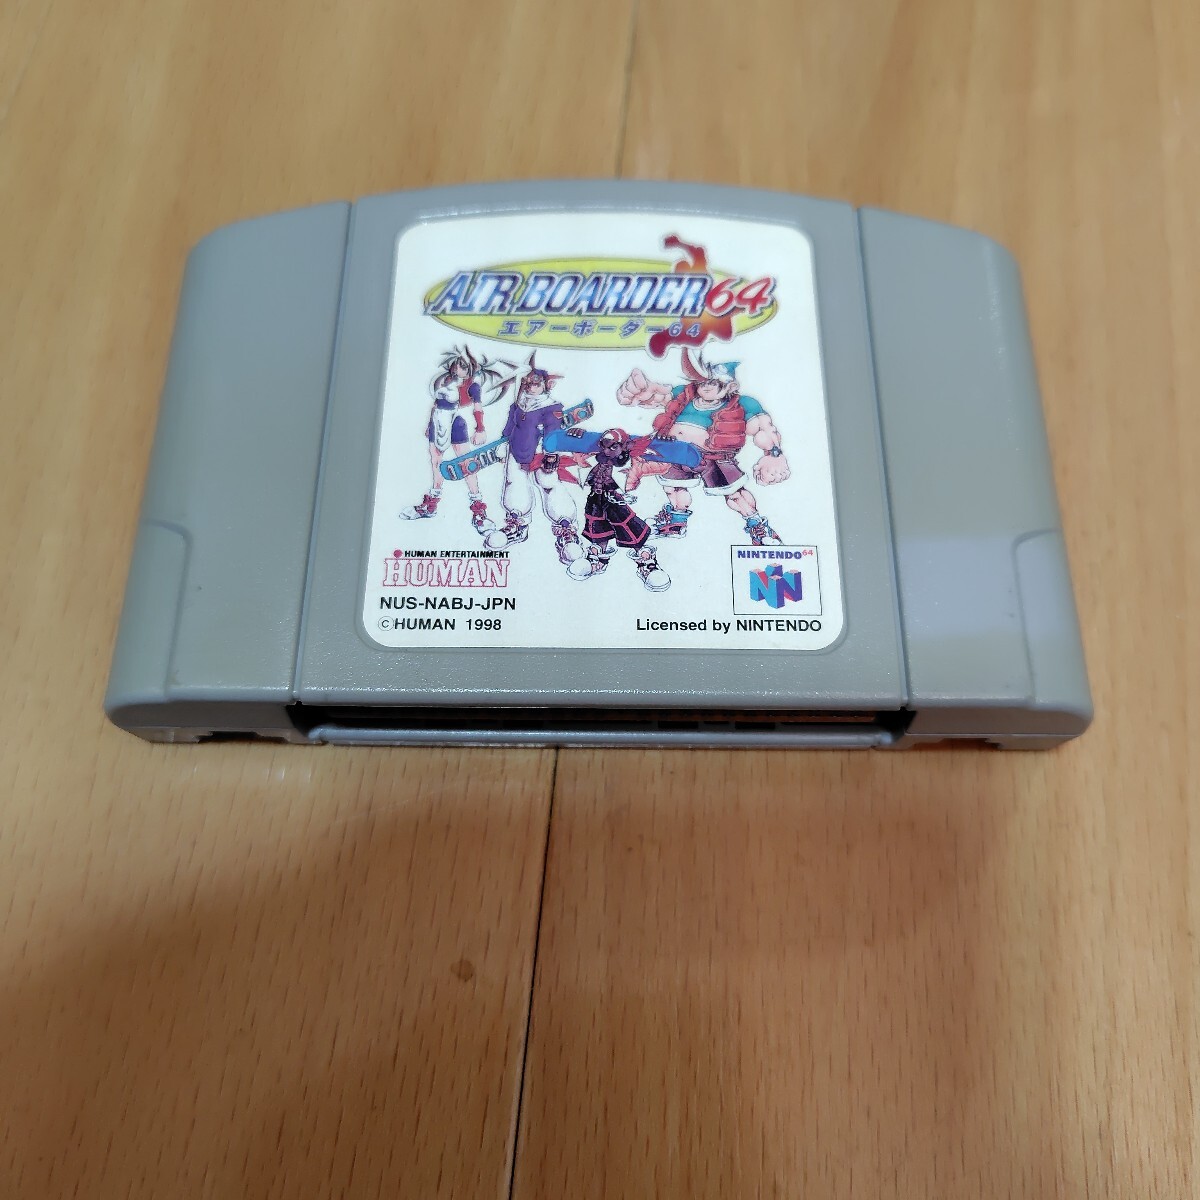 AIR BOARDER 64
エアーボーダー64
HUMAN ENTERTAINMENT
HUMAN
NUS-NABJ-JPN
©HUMAN 1998
NINTENDO64
Licensed by NINTENDO